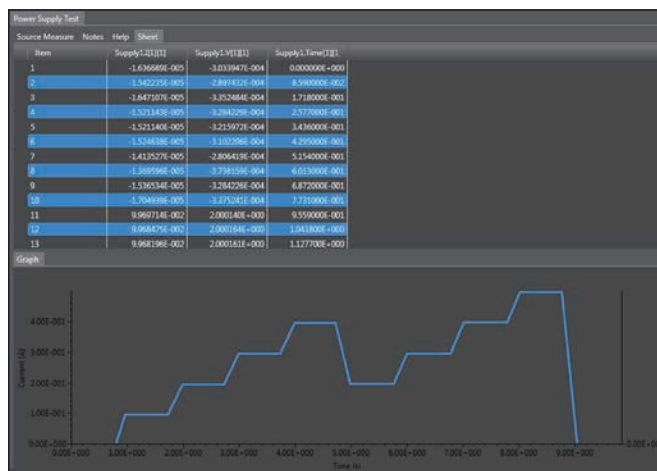 Power Supply Test
Source Measure Notes Help Sheet
Item Supply1.I[1][1] Supply1.V[1][1] Supply1.Time[1][1
1 -1.636689E-005 -3.033947E-004 0.000000E+000
2 -1.542235E-005 -2.897432E-004 8.590000E-002
3 -1.647107E-005 -3.352484E-004 1.718000E-001
4 -1.521143E-005 -3.284229E-004 2.577000E-001
5 -1.521140E-005 -3.215972E-004 3.436000E-001
6 -1.524638E-005 -3.102206E-004 4.295000E-001
7 -1.413527E-005 -2.806419E-004 5.154000E-001
8 -1.369596E-005 -2.738159E-004 6.013000E-001
9 -1.536534E-005 -3.284226E-004 6.872000E-001
10 -1.704939E-005 -3.375241E-004 7.731000E-001
11 9.969714E-002 2.000140E+000 9.559000E-001
12 9.968475E-002 2.000164E+000 1.041800E+000
13 9.968196E-002 2.000161E+000 1.127700E+000
Graph
4.00E-001
3.00E-001
2.00E-001
1.00E-001
0.00E+000
Current (A)
0.00E+000 1.00E+000 2.00E+000 3.00E+000 4.00E+000 5.00E+000 6.00E+000 7.00E+000 8.00E+000 9.00E+000
Time (s)